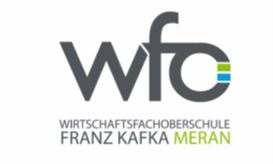 wfo
WIRTSCHAFTSFACHOBERSCHULE
FRANZ KAFKA MERAN